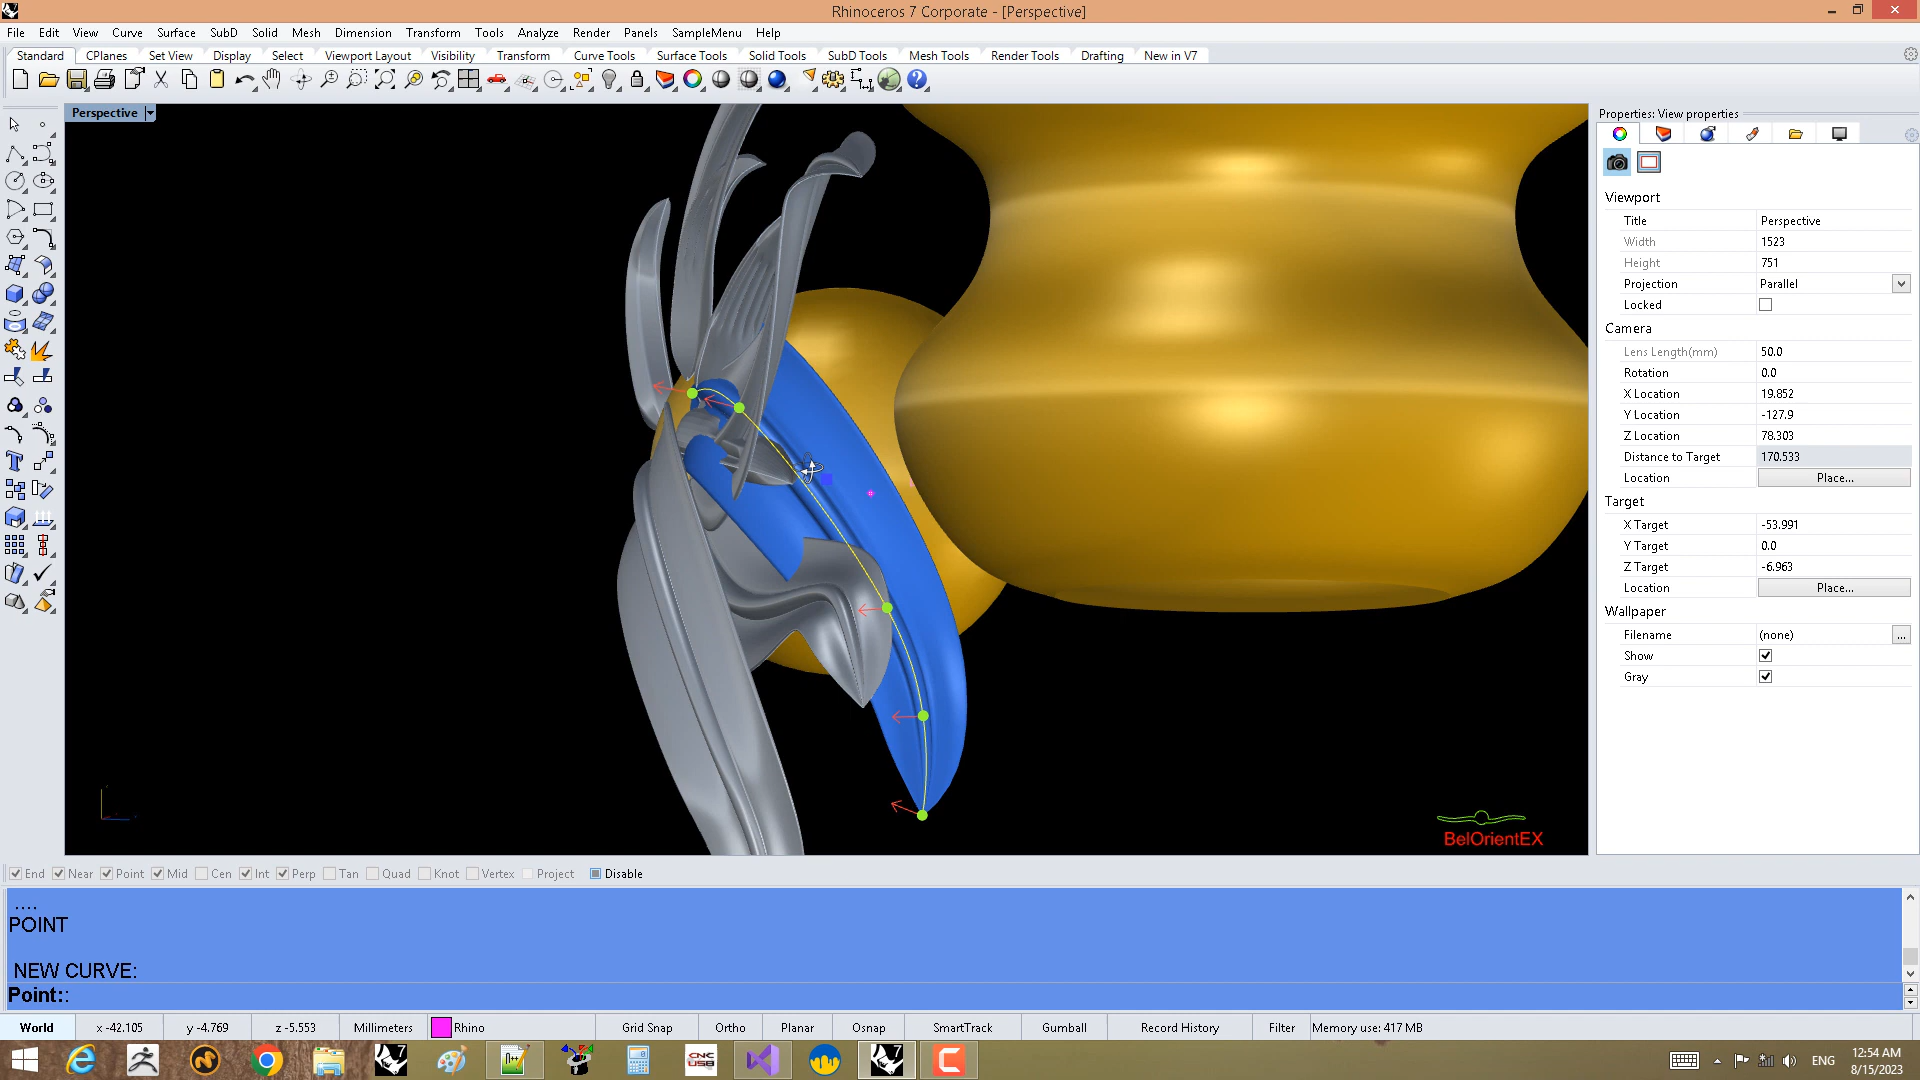 Rhinoceros 7 Corporate - [Perspective]
File Edit View Curve Surface SubD Solid Mesh Dimension Transform Tools Analyze Render Panels SampleMenu Help
Standard CPlanes Set View Display Select Viewport Layout Visibility Transform Curve Tools Surface Tools Solid Tools SubD Tools Mesh Tools Render Tools Drafting New in V7
Perspective
Properties: View properties
Viewport
Title Perspective
Width 1523
Height 751
Projection Parallel
Locked
Camera
Lens Length(mm) 50.0
Rotation 0.0
X Location 19.852
Y Location -127.9
Z Location 78.303
Distance to Target 170.533
Location Place...
Target
X Target -53.991
Y Target 0.0
Z Target -6.963
Location Place...
Wallpaper
Filename (none) ...
Show
Gray
BelOrientEX
End Near Point Mid Cen Int Perp Tan Quad Knot Vertex Project Disable
....
POINT
NEW CURVE:
Point::
World x -42.105 y -4.769 z -5.553 Millimeters Rhino Grid Snap Ortho Planar Osnap SmartTrack Gumball Record History Filter Memory use: 417 MB
CNC
USB
7
7
ENG
12:54 AM
8/15/2023